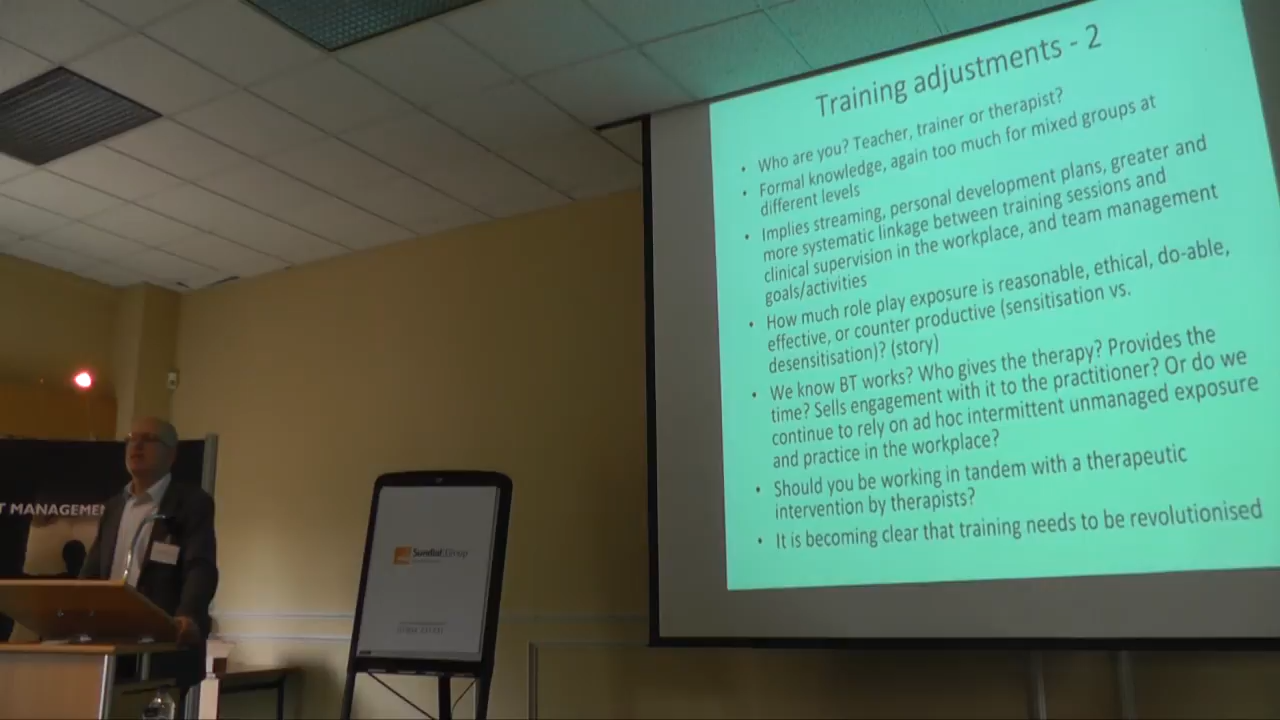 Training adjustments - 2
• Who are you? Teacher, trainer or therapist?
• Formal knowledge, again too much for mixed groups at
different levels
• Implies streaming, personal development plans, greater and
more systematic linkage between training sessions and
clinical supervision in the workplace, and team management
goals/activities
• How much role play exposure is reasonable, ethical, do-able,
effective, or counter productive (sensitisation vs.
desensitisation)? (story)
• We know BT works? Who gives the therapy? Provides the
time? Sells engagement with it to the practitioner? Or do we
continue to rely on ad hoc intermittent unmanaged exposure
and practice in the workplace?
• Should you be working in tandem with a therapeutic
intervention by therapists?
• It is becoming clear that training needs to be revolutionised
T MANAGEMEN
Sundial Group